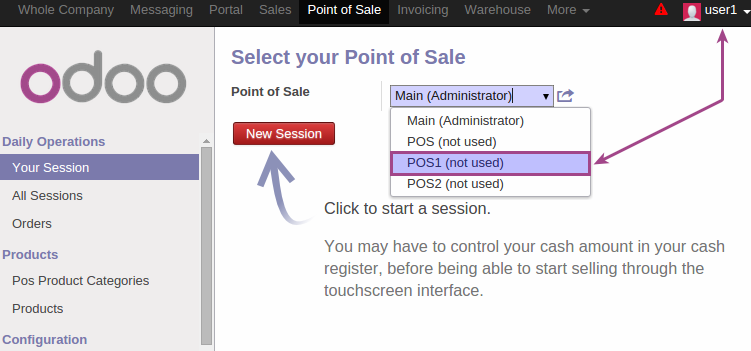 Whole Company Messaging Portal Sales Point of Sale Invoicing Warehouse More user1
odoo
Daily Operations
Your Session
All Sessions
Orders
Products
Pos Product Categories
Products
Configuration
Select your Point of Sale
Point of Sale Main (Administrator)
Main (Administrator)
POS (not used)
POS1 (not used)
POS2 (not used)
New Session
Click to start a session.
You may have to control your cash amount in your cash
register, before being able to start selling through the
touchscreen interface.